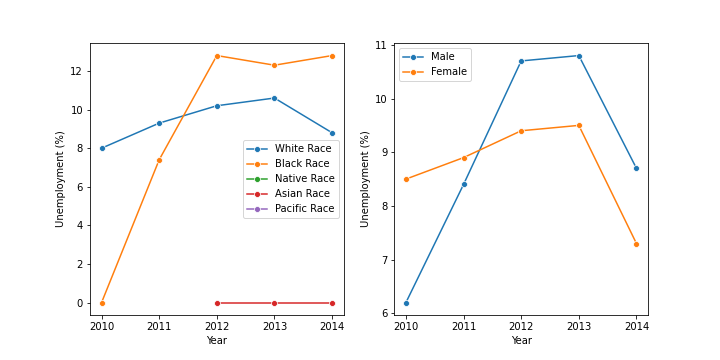 12
10
8
6
4
2
0
Unemployment (%)
2010 2011 2012 2013 2014
Year
White Race
Black Race
Native Race
Asian Race
Pacific Race
11
10
9
8
7
6
Unemployment (%)
2010 2011 2012 2013 2014
Year
Male
Female